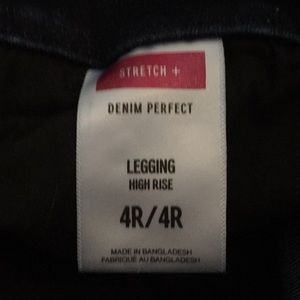 STRETCH +
DENIM PERFECT
LEGGING
HIGH RISE
4R/4R
MADE IN BANGLADESH
FABRIQUÉ AU BANGLADESH